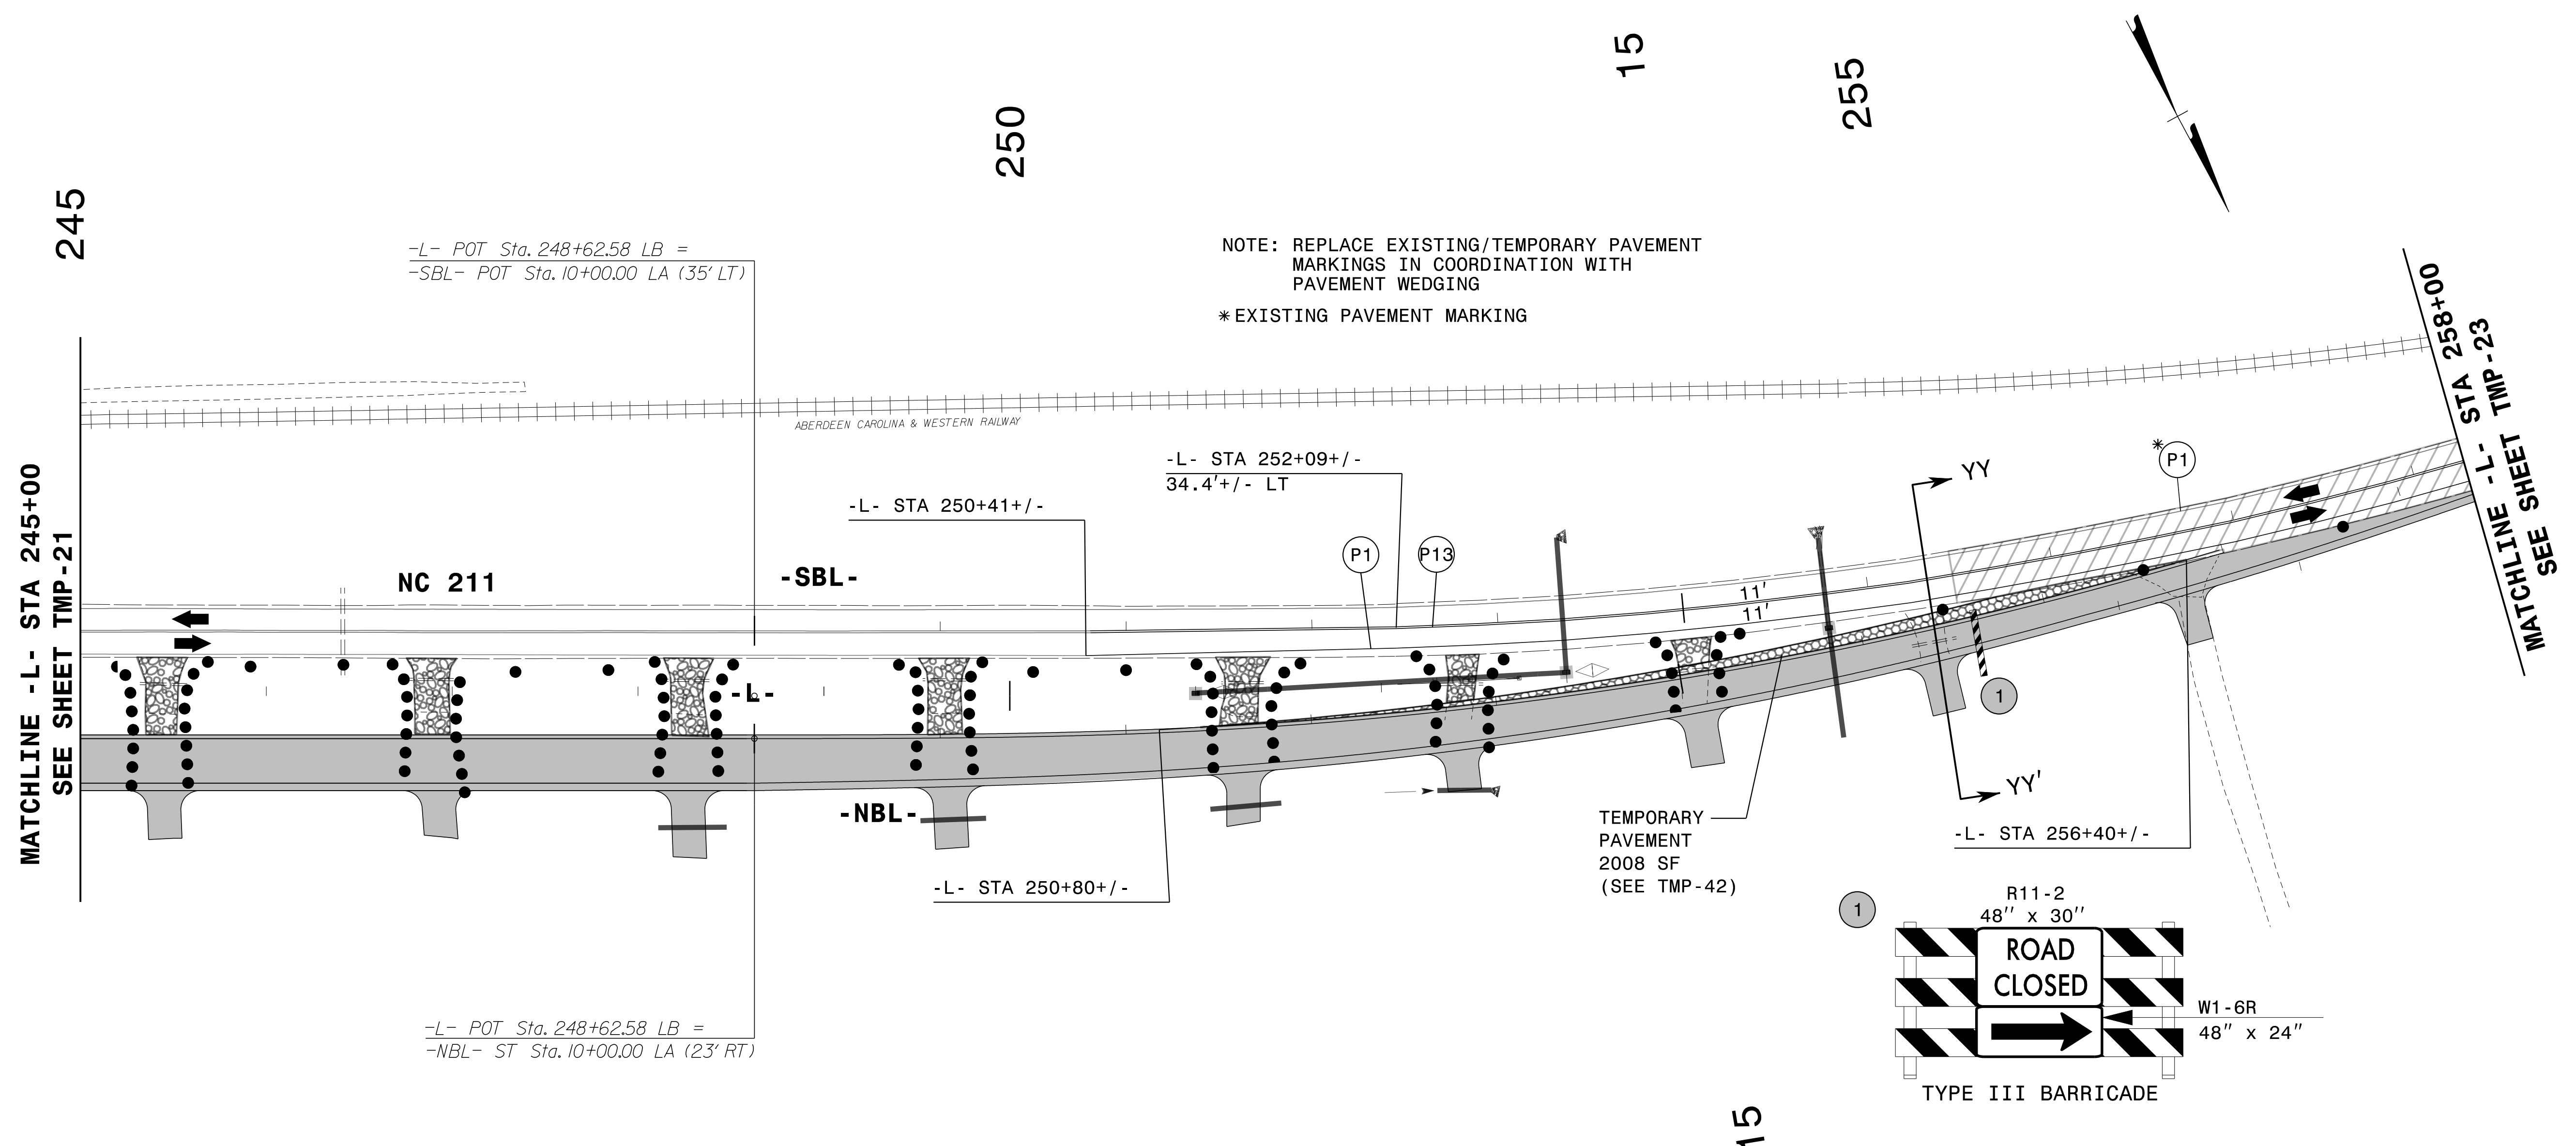 15
255
250
245
-L- POT Sta. 248+62.58 LB =
-SBL- POT Sta. 10+00.00 LA (35' LT)
NOTE: REPLACE EXISTING/TEMPORARY PAVEMENT
MARKINGS IN COORDINATION WITH
PAVEMENT WEDGING
*EXISTING PAVEMENT MARKING
ABERDEEN CAROLINA & WESTERN RAILWAY
MATCHLINE -L- STA 258+00
SEE SHEET TMP-23
MATCHLINE -L- STA 245+00
SEE SHEET TMP-21
-L- STA 252+09+/-
34.4'+/- LT
-L- STA 250+41+/-
*
P1
YY
P1
P13
NC 211
-SBL-
11'
11'
-L-
1
YY'
-NBL-
TEMPORARY
PAVEMENT
2008 SF
(SEE TMP-42)
-L- STA 256+40+/-
-L- STA 250+80+/-
1
R11-2
48" x 30"
ROAD
CLOSED
W1-6R
48" x 24"
TYPE III BARRICADE
-L- POT Sta. 248+62.58 LB =
-NBL- ST Sta. 10+00.00 LA (23' RT)
15